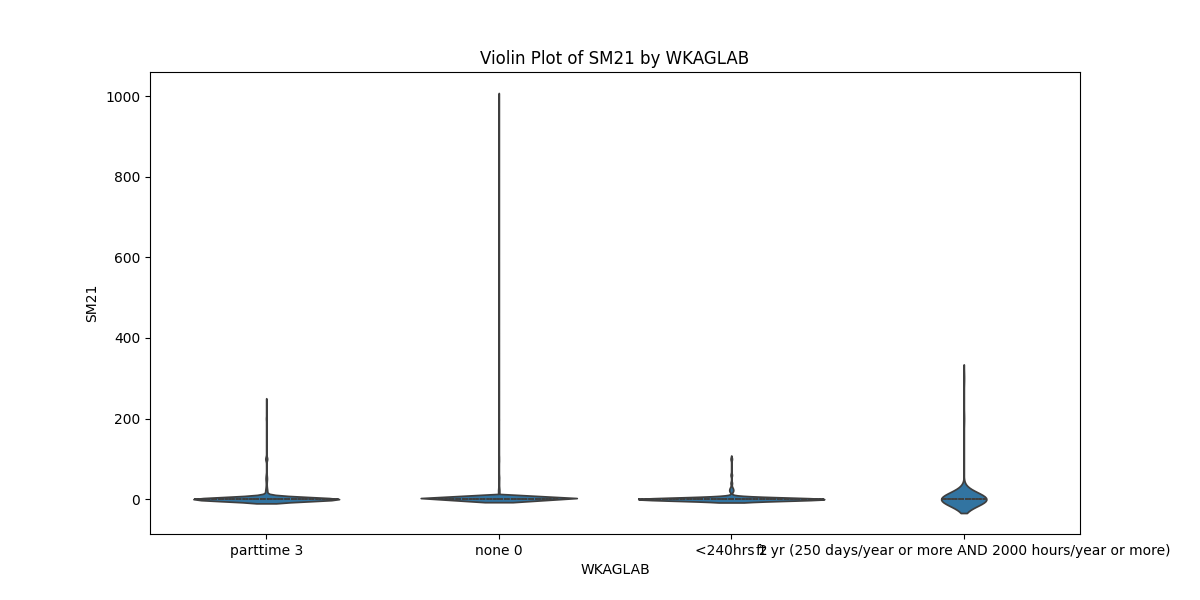 Violin Plot of SM21 by WKAGLAB
1000
800
600
400
200
0
SM21
parttime 3
none 0
<240hrs 2
ft yr (250 days/year or more AND 2000 hours/year or more)
WKAGLAB